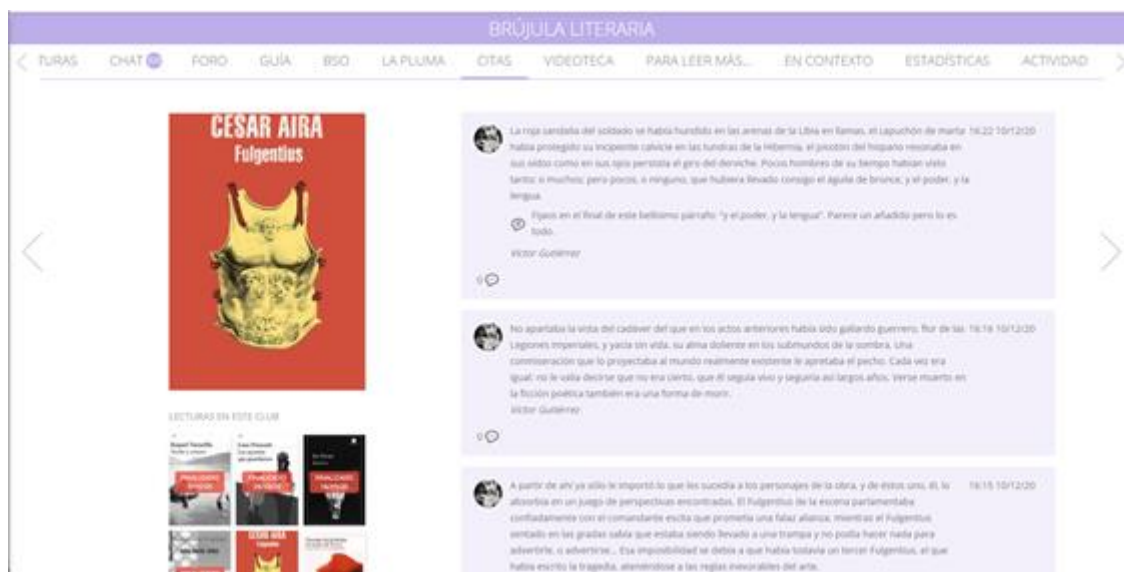 BRÚJULA LITERARIA
TURAS CHAT FORO GUÍA BSO LA PLUMA CITAS VIDEOTECA PARA LEER MÁS... EN CONTEXTO ESTADÍSTICAS ACTIVIDAD
CESAR AIRA
Fulgentius
La roja sandalia del soldado se había hundido en las arenas de la Libia en llamas, el capuchón de marta 16:22 10/12/20
había protegido su incipiente calvicie en las tundras de la Hibernia, el pisotón del hispano resonaba en
sus oídos como en sus ojos persistía el giro del derviche. Pocos hombres de su tiempo habían visto
tanto; o muchos; pero pocos, o ninguno, que hubiera llevado consigo el águila de bronce, y el poder, y la
lengua.
Fijaos en el final de este bellísimo párrafo: "y el poder, y la lengua". Parece un añadido pero lo es
todo.
Víctor Gutiérrez
0
No apartaba la vista del cadáver del que en los actos anteriores había sido gallardo guerrero, flor de las 16:16 10/12/20
Legiones Imperiales, y yacía sin vida, su alma doliente en los submundos de la sombra. Una
conmiseración que lo proyectaba al mundo realmente existente le apretaba el pecho. Cada vez era
igual: no le valía decirse que no era cierto, que él seguía vivo y seguiría así largos años. Verse muerto en
la ficción poética también era una forma de morir.
Víctor Gutiérrez
0
A partir de ahí ya sólo le importó lo que les sucedía a los personajes de la obra, y de éstos uno, él, lo 16:15 10/12/20
absorbía en un juego de perspectivas encontradas. El Fulgentius de la escena parlamentaba
confiadamente con el comandante escita que prometía una falaz alianza, mientras el Fulgentius
sentado en las gradas sabía que estaba siendo llevado a una trampa y no podía hacer nada para
advertirle, o advertirse... Esa imposibilidad se debía a que había todavía un tercer Fulgentius, el que
había escrito la tragedia, ateniéndose a las reglas inexorables del arte.
LECTURAS EN ESTE CLUB
FINALIZADO FINALIZADO FINALIZADO
CESAR AIRA